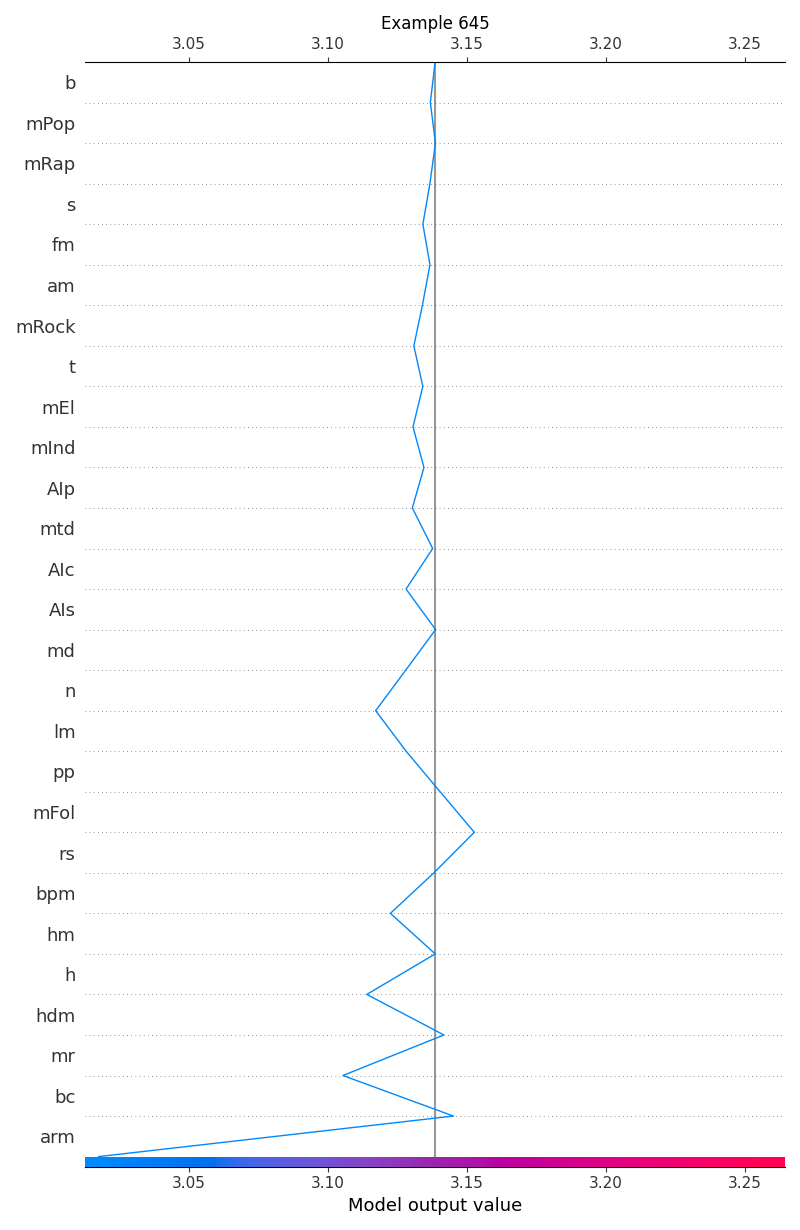 Example 645
3.05 3.10 3.15 3.20 3.25
b
mPop
mRap
s
fm
am
mRock
t
mEl
mInd
AIp
mtd
AIc
AIs
md
n
lm
pp
mFol
rs
bpm
hm
h
hdm
mr
bc
arm
3.05 3.10 3.15 3.20 3.25
Model output value